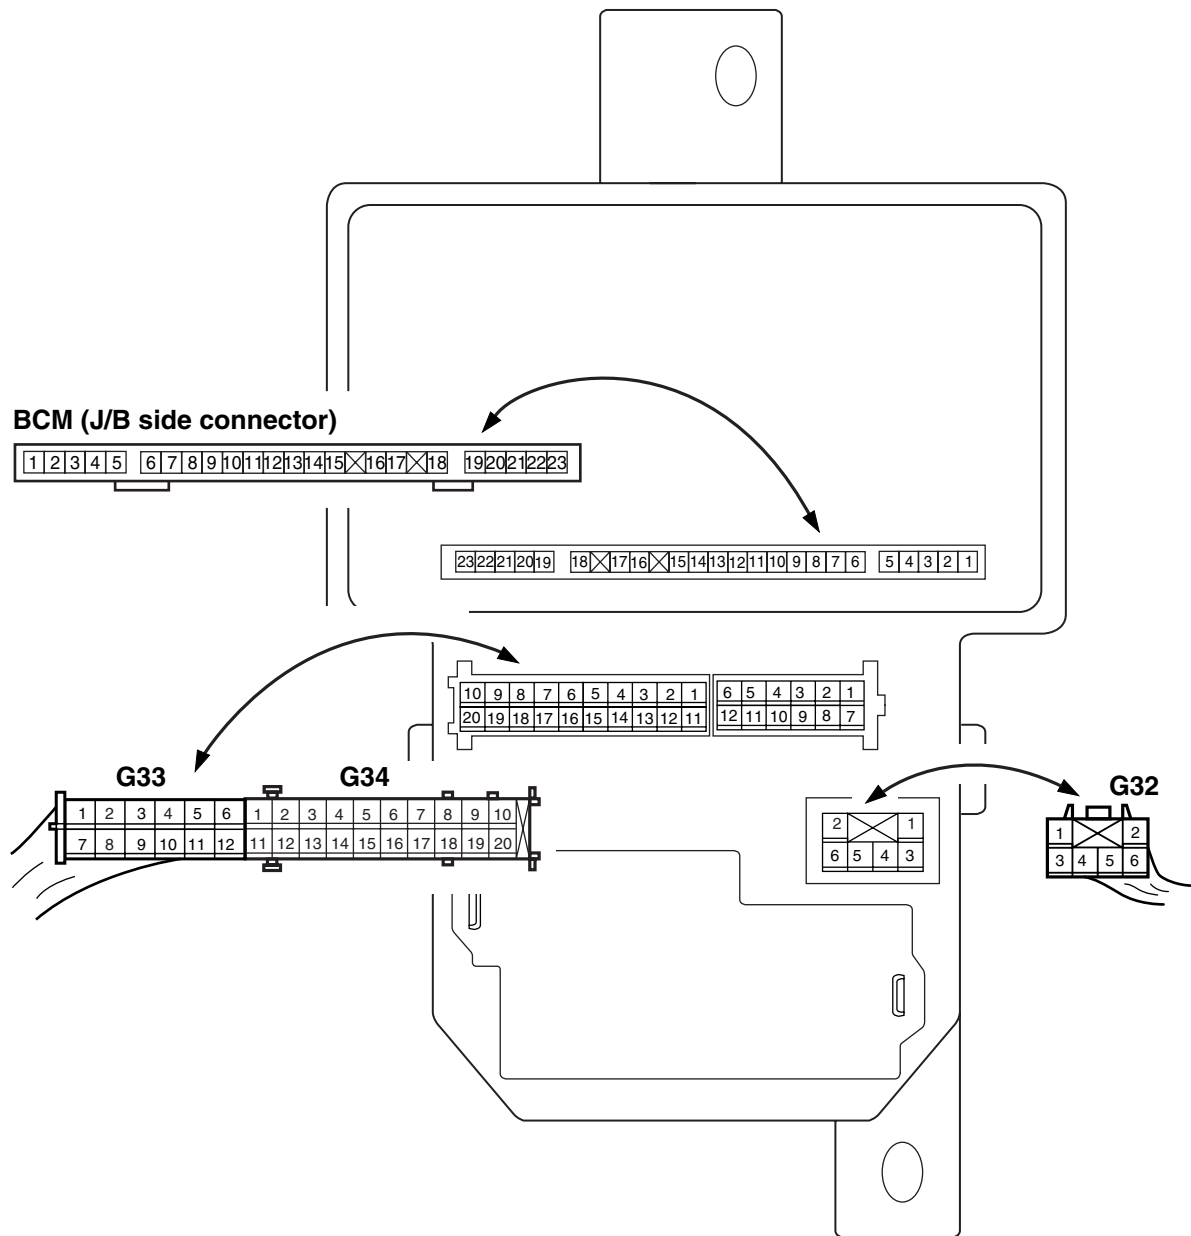 BCM (J/B side connector)
1 2 3 4 5 6 7 8 9 10 11 12 13 14 15 16 17 18 19 20 21 22 23
23 22 21 20 19 18 17 16 15 14 13 12 11 10 9 8 7 6 5 4 3 2 1
10 9 8 7 6 5 4 3 2 1 6 5 4 3 2 1
20 19 18 17 16 15 14 13 12 11 12 11 10 9 8 7
G33 G34
1 2 3 4 5 6 1 2 3 4 5 6 7 8 9 10
7 8 9 10 11 12 11 12 13 14 15 16 17 18 19 20
2 1
6 5 4 3
G32
1 2
3 4 5 6